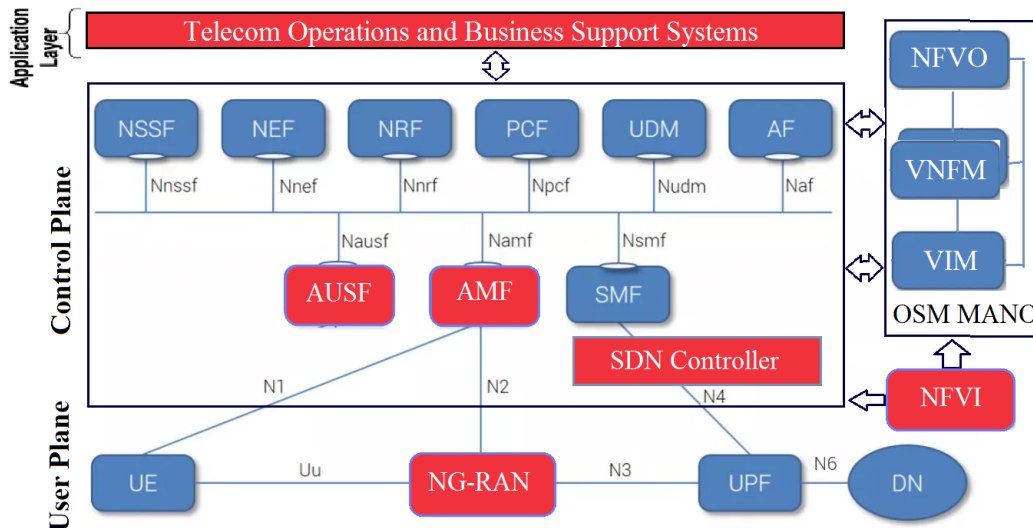 Application
Layer
Telecom Operations and Business Support Systems
NFVO
NSSF
NEF
NRF
PCF
UDM
AF
VNFM
Nnssf
Nnef
Nnrf
Npcf
Nudm
Naf
Control Plane
Nausf
Namf
Nsmf
VIM
AUSF
AMF
SMF
OSM MANO
SDN Controller
N1
N2
N4
NFVI
User Plane
UE
Uu
NG-RAN
N3
UPF
N6
DN